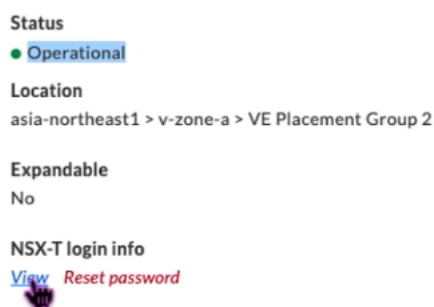 Status
Operational
Location
asia-northeast1 > v-zone-a > VE Placement Group 2
Expandable
No
NSX-T login info
View Reset password